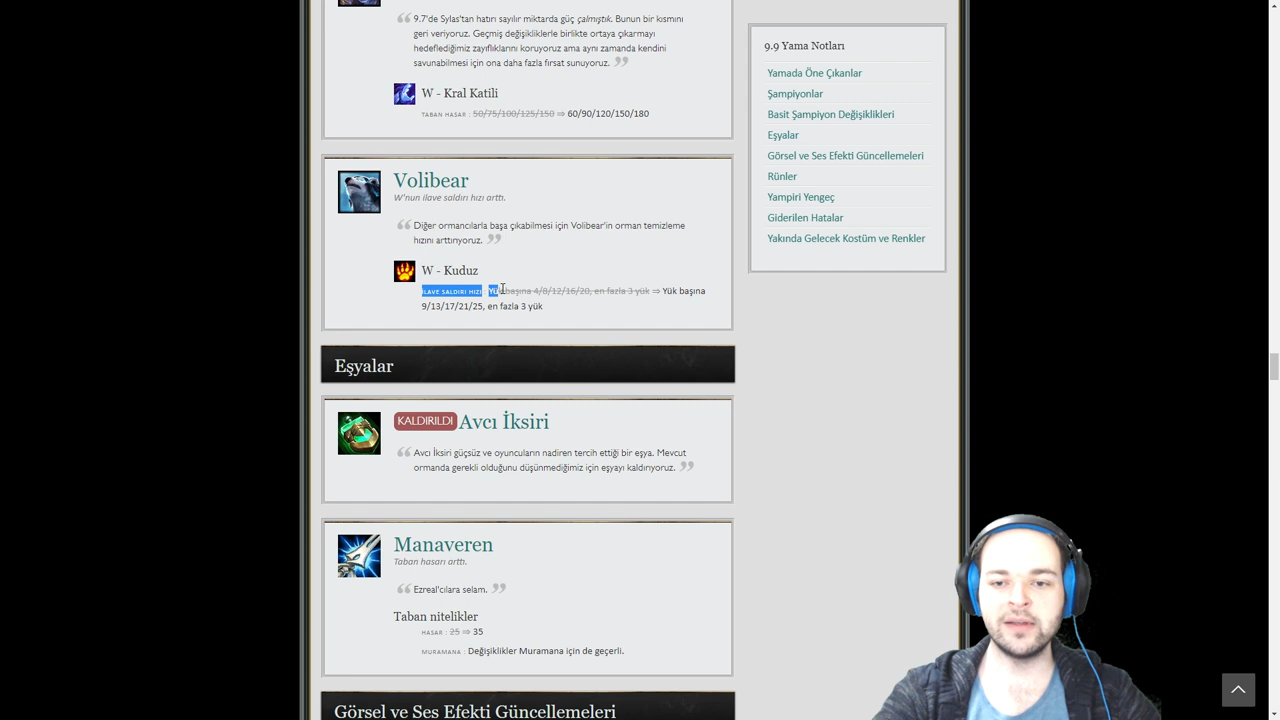 9.7'de Sylas'tan hatırı sayılır miktarda güç çalmıştık. Bunun bir kısmını
geri veriyoruz. Geçmiş değişikliklerle birlikte ortaya çıkarmayı
hedeflediğimiz zayıflıklarını koruyoruz ama aynı zamanda kendini
savunabilmesi için ona daha fazla fırsat sunuyoruz.
W - Kral Katili
TABAN HASAR : 50/75/100/125/150 ⇒ 60/90/120/150/180
Volibear
W'nun ilave saldırı hızı arttı.
Diğer ormancılarla başa çıkabilmesi için Volibear'in orman temizleme
hızını arttırıyoruz.
W - Kuduz
İLAVE SALDIRI HIZI : Yük başına 4/8/12/16/20, en fazla 3 yük ⇒ Yük başına
9/13/17/21/25, en fazla 3 yük
Eşyalar
KALDIRILDI Avcı İksiri
Avcı İksiri güçsüz ve oyuncuların nadiren tercih ettiği bir eşya. Mevcut
ormanda gerekli olduğunu düşünmediğimiz için eşyayı kaldırıyoruz.
Manaveren
Taban hasarı arttı.
Ezreal'cılara selam.
Taban nitelikler
HASAR : 25 ⇒ 35
MURAMANA : Değişiklikler Muramana için de geçerli.
Görsel ve Ses Efekti Güncellemeleri
9.9 Yama Notları
Yamada Öne Çıkanlar
Şampiyonlar
Basit Şampiyon Değişiklikleri
Eşyalar
Görsel ve Ses Efekti Güncellemeleri
Rünler
Yampiri Yengeç
Giderilen Hatalar
Yakında Gelecek Kostüm ve Renkler